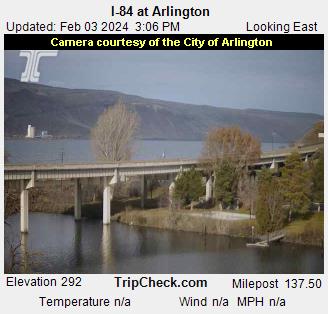 I-84 at Arlington
Updated: Feb 03 2024 3:06 PM Looking East
Camera courtesy of the City of Arlington
Elevation 292 TripCheck.com Milepost 137.50
Temperature n/a Wind n/a MPH n/a